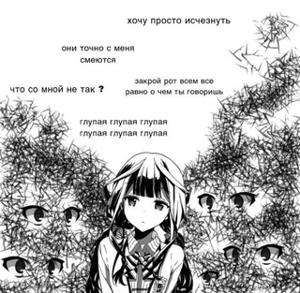 хочу просто исчезнуть
они точно с меня
смеются
закрой рот всем все
равно о чем ты говоришь
что со мной не так ?
глупая глупая глупая
глупая глупая глупая